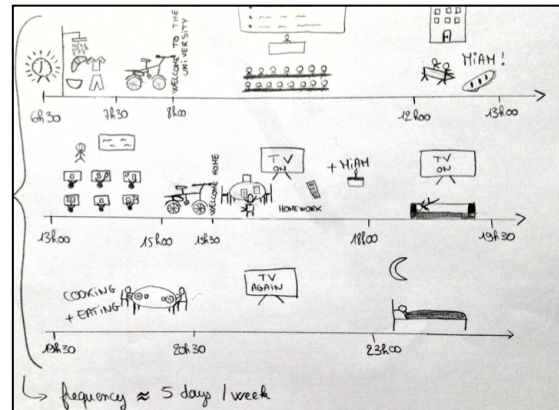 WELCOME TO THE
UNIVERSITY
MIAM !
6h30
7h30
8h00
12h00
13h00
TV
ON
+ MIAM
TV
ON
WELCOME HOME
HOMEWORK
13h00
15h00
15h30
18h00
19h30
COOKING
+ EATING
TV
AGAIN
19h30
20h30
23h00
frequency ≈ 5 days / week